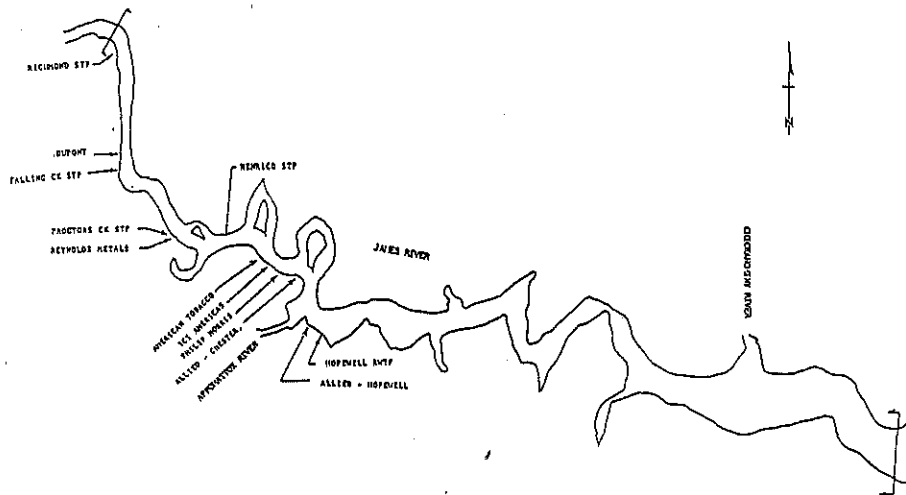 RICHMOND STP
DUPONT
FALLING CK STP
HENRICO STP
PROCTORS CK STP
REYNOLDS METALS
JAMES RIVER
AMERICAN TOBACCO
ICI AMERICAS
PHILIP MORRIS
ALLIED - CHESTER,
APPOMATTOX RIVER
HOPEWELL RWTF
ALLIED - HOPEWELL
CHICKAHOMINY RIVER
N